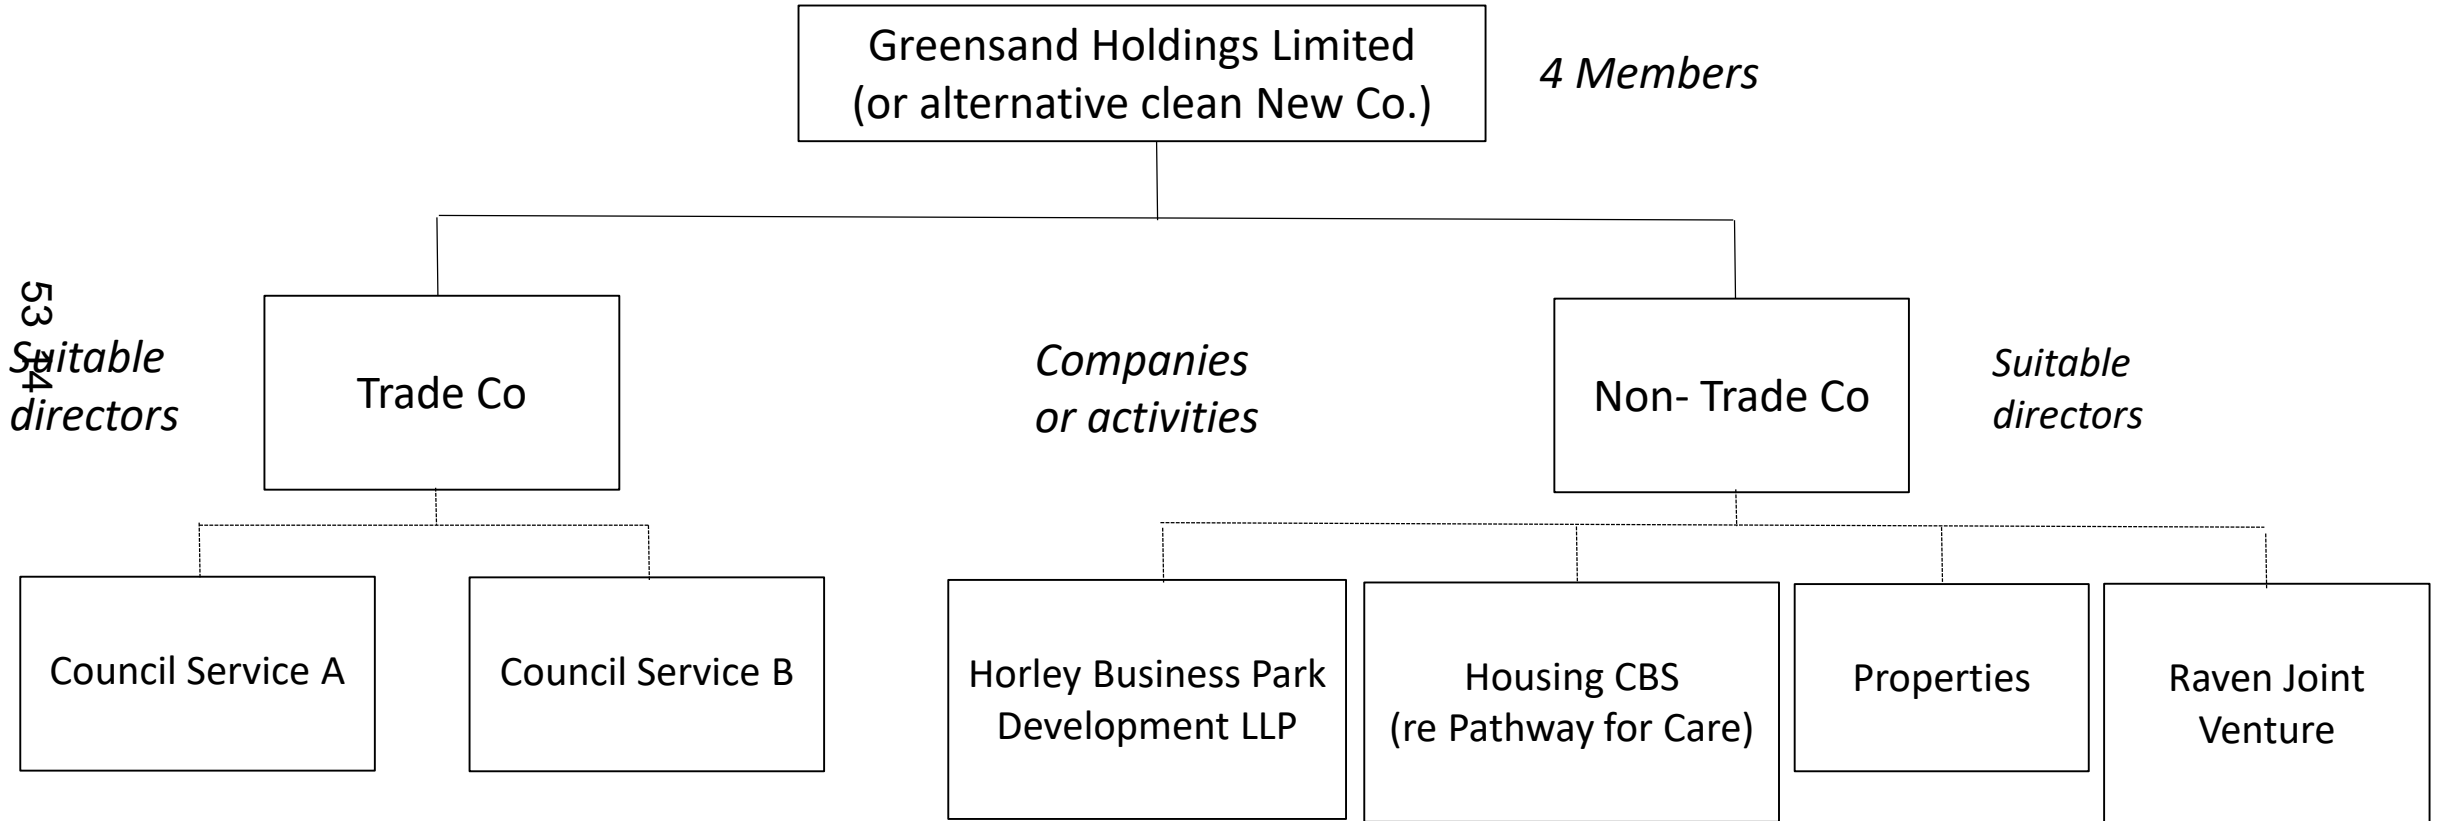 Greensand Holdings Limited
(or alternative clean New Co.)
4 Members
53
14
Suitable
directors
Trade Co
Companies
or activities
Non- Trade Co
Suitable
directors
Council Service A
Council Service B
Horley Business Park
Development LLP
Housing CBS
(re Pathway for Care)
Properties
Raven Joint
Venture